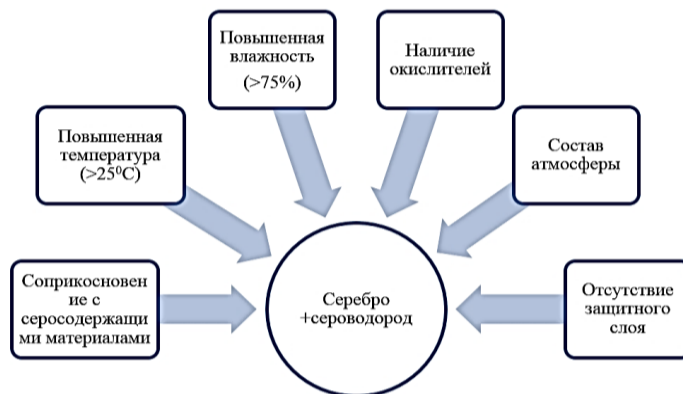 Повышенная
влажность
(>75%)
Наличие
окислителей
Повышенная
температура
(>25⁰C)
Состав
атмосферы
Соприкосновен
ие с
серосодержащи
ми материалами
Серебро
+сероводород
Отсутствие
защитного
слоя